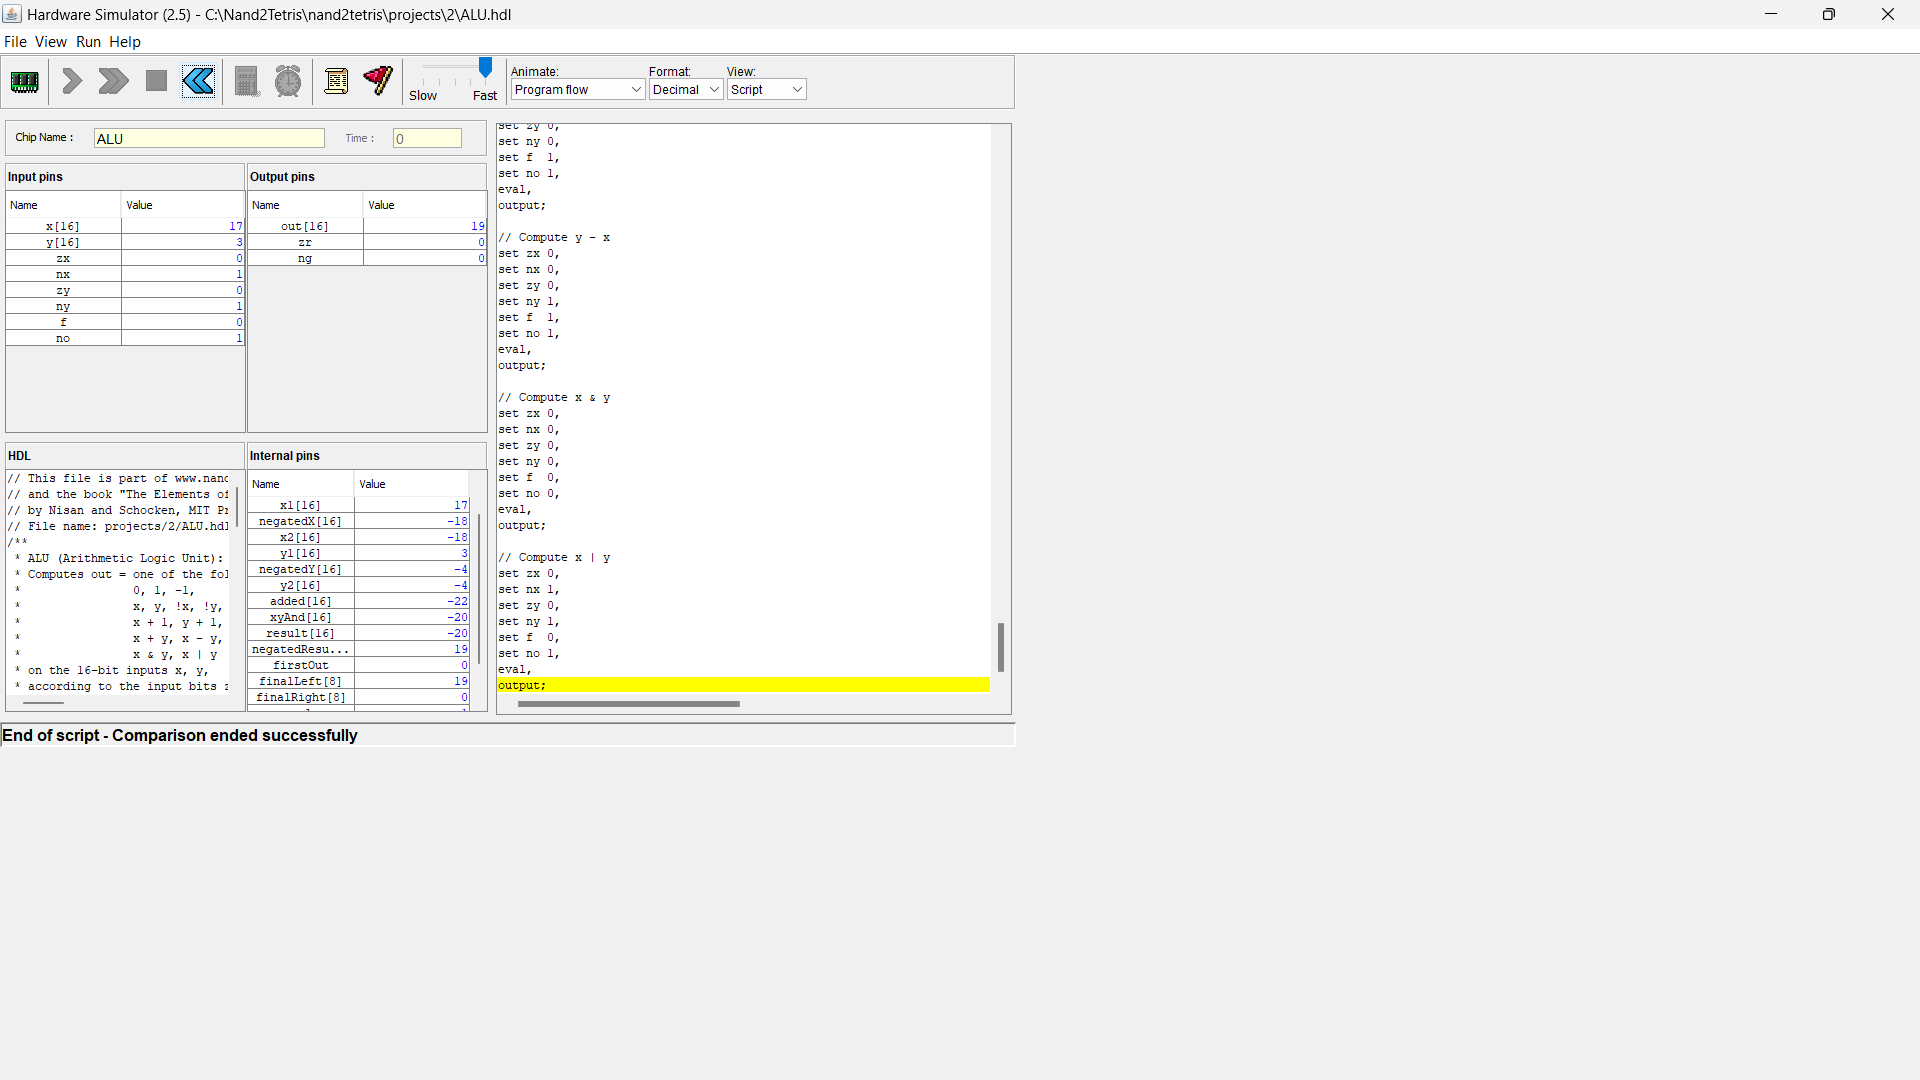 Hardware Simulator (2.5) - C:\Nand2Tetris\nand2tetris\projects\2\ALU.hdl
File View Run Help
Slow Fast
Animate: Format: View:
Program flow Decimal Script
Chip Name : ALU Time : 0
Input pins
Name Value
x[16] 17
y[16] 3
zx 0
nx 1
zy 0
ny 1
f 0
no 1
Output pins
Name Value
out[16] 19
zr 0
ng 0
HDL
// This file is part of www.nand
// and the book "The Elements of
// by Nisan and Schocken, MIT Pr
// File name: projects/2/ALU.hdl
/**
* ALU (Arithmetic Logic Unit):
* Computes out = one of the fol
* 0, 1, -1,
* x, y, !x, !y,
* x + 1, y + 1,
* x + y, x - y,
* x & y, x | y
* on the 16-bit inputs x, y,
* according to the input bits z
Internal pins
Name Value
x1[16] 17
negatedX[16] -18
x2[16] -18
y1[16] 3
negatedY[16] -4
y2[16] -4
added[16] -22
xyAnd[16] -20
result[16] -20
negatedResu... 19
firstOut 0
finalLeft[8] 19
finalRight[8] 0
set zy 0,
set ny 0,
set f 1,
set no 1,
eval,
output;
// Compute y - x
set zx 0,
set nx 0,
set zy 0,
set ny 1,
set f 1,
set no 1,
eval,
output;
// Compute x & y
set zx 0,
set nx 0,
set zy 0,
set ny 0,
set f 0,
set no 0,
eval,
output;
// Compute x | y
set zx 0,
set nx 1,
set zy 0,
set ny 1,
set f 0,
set no 1,
eval,
output;
End of script - Comparison ended successfully